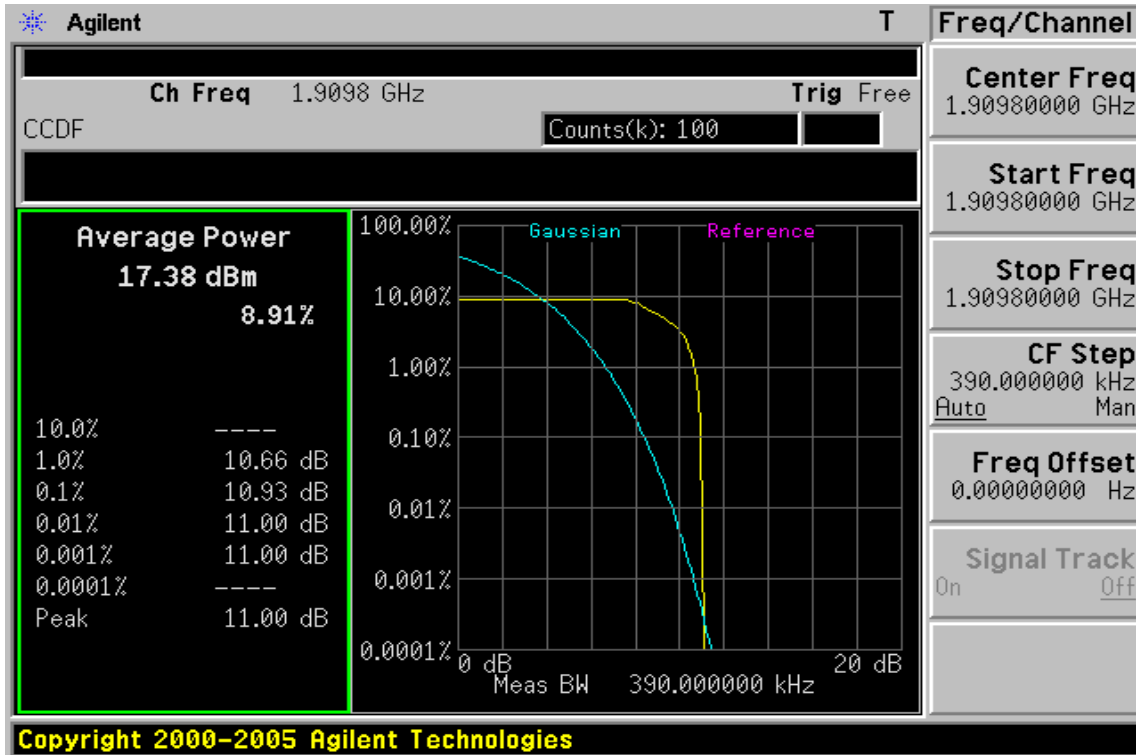 Agilent T
Freq/Channel
Ch Freq 1.9098 GHz Trig Free
CCDF Counts(k): 100
Average Power
17.38 dBm
8.91%
10.0% ----
1.0% 10.66 dB
0.1% 10.93 dB
0.01% 11.00 dB
0.001% 11.00 dB
0.0001% ----
Peak 11.00 dB
Gaussian Reference
100.00%
10.00%
1.00%
0.10%
0.01%
0.001%
0.0001%
0 dB 20 dB
Meas BW 390.000000 kHz
Center Freq
1.90980000 GHz
Start Freq
1.90980000 GHz
Stop Freq
1.90980000 GHz
CF Step
390.000000 kHz
Auto Man
Freq Offset
0.00000000 Hz
Signal Track
On Off
Copyright 2000-2005 Agilent Technologies